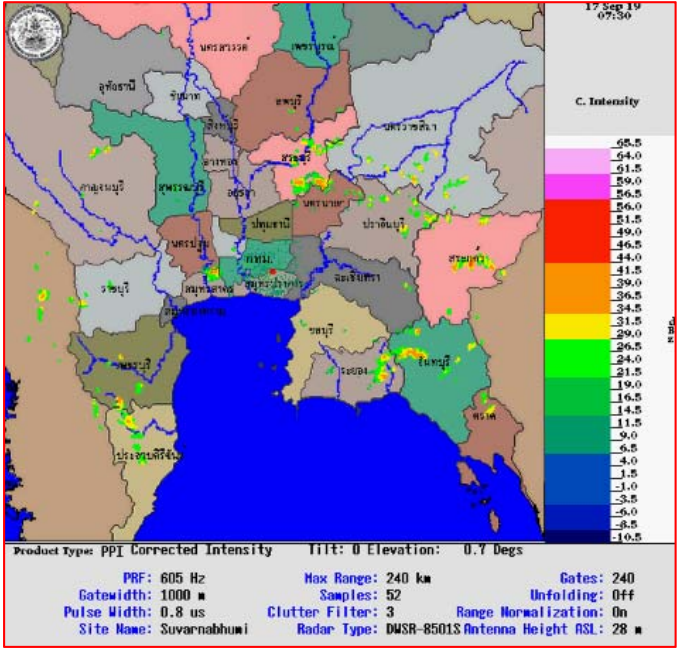 17 Sep 19
07:30
C. Intensity
นครสวรรค์
เพชรบูรณ์
อุทัยธานี
ชัยนาท
ลพบุรี
สิงห์บุรี
นครราชสีมา
อ่างทอง
สระบุรี
กาญจนบุรี
สุพรรณบุรี
อยุธยา
นครนายก
ปทุมธานี
ปราจีนบุรี
นครปฐม
กทม.
สระแก้ว
ราชบุรี
สมุทรสาคร
สมุทรปราการ
ฉะเชิงเทรา
ชลบุรี
เพชรบุรี
ระยอง
จันทบุรี
ตราด
ประจวบคีรีขันธ์
65.5
64.0
61.5
59.0
56.5
56.0
51.5
49.0
46.5
44.0
41.5
39.0
36.5
34.0
31.5
29.0
26.5
24.0
21.5
19.0
16.5
14.5
11.5
9.0
6.5
4.0
1.5
-1.0
-3.5
-6.0
-8.5
-10.5
Product Type: PPI Corrected Intensity Tilt: 0 Elevation: 0.7 Degs
PRF: 605 Hz Max Range: 240 km Gates: 240
Gatewidth: 1000 m Samples: 52 Unfolding: Off
Pulse Width: 0.8 us Clutter Filter: 3 Range Normalization: On
Site Name: Suvarnabhumi Radar Type: DWSR-8501S Antenna Height ASL: 28 m